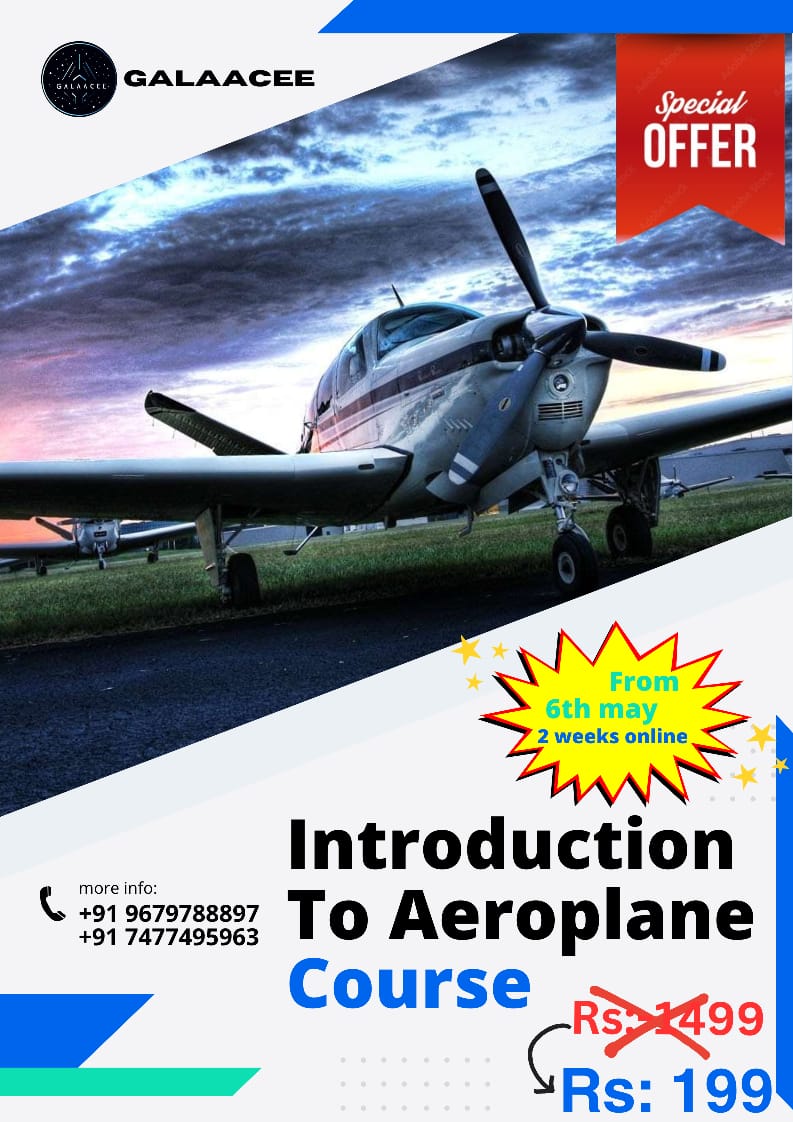 GALAACEE
GALAACEE
Special
OFFER
From
6th may
2 weeks online
Introduction
To Aeroplane
Course
more info:
+91 9679788897
+91 7477495963
Rs: 1499
Rs: 199